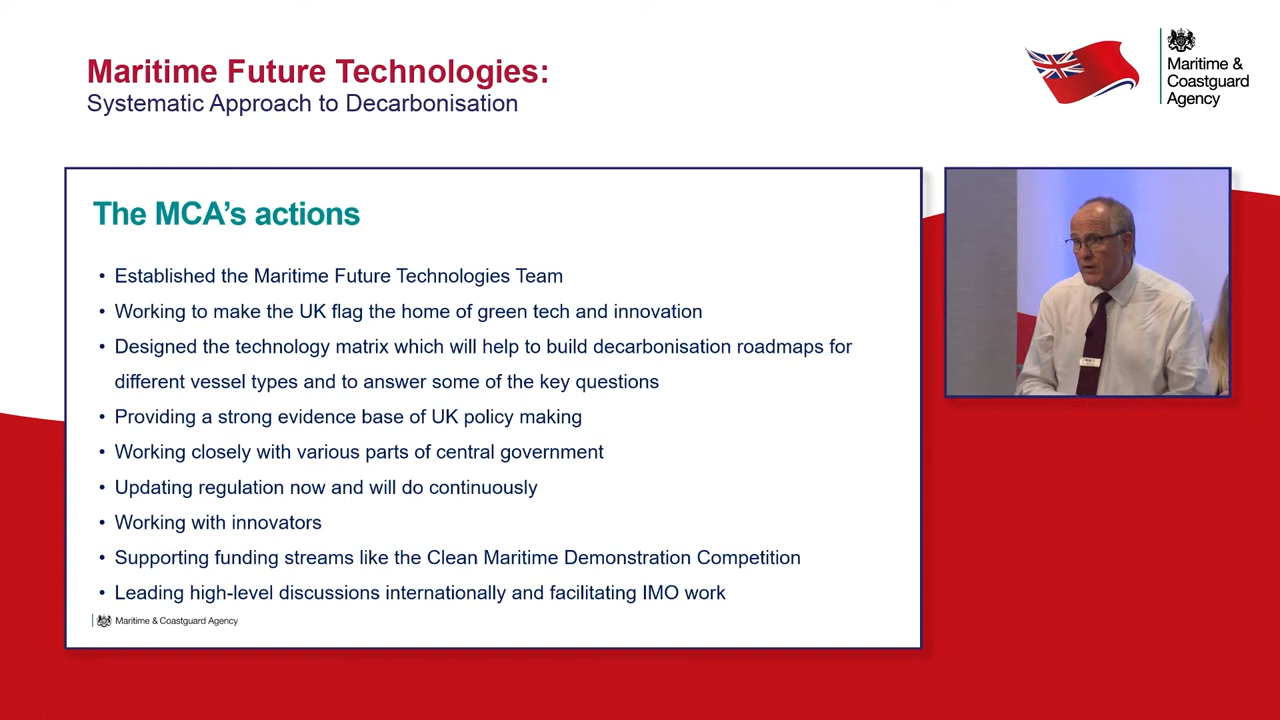 Maritime Future Technologies:
Systematic Approach to Decarbonisation
Maritime &
Coastguard
Agency
The MCA's actions
• Established the Maritime Future Technologies Team
• Working to make the UK flag the home of green tech and innovation
• Designed the technology matrix which will help to build decarbonisation roadmaps for
different vessel types and to answer some of the key questions
• Providing a strong evidence base of UK policy making
• Working closely with various parts of central government
• Updating regulation now and will do continuously
• Working with innovators
• Supporting funding streams like the Clean Maritime Demonstration Competition
• Leading high-level discussions internationally and facilitating IMO work
Maritime & Coastguard Agency